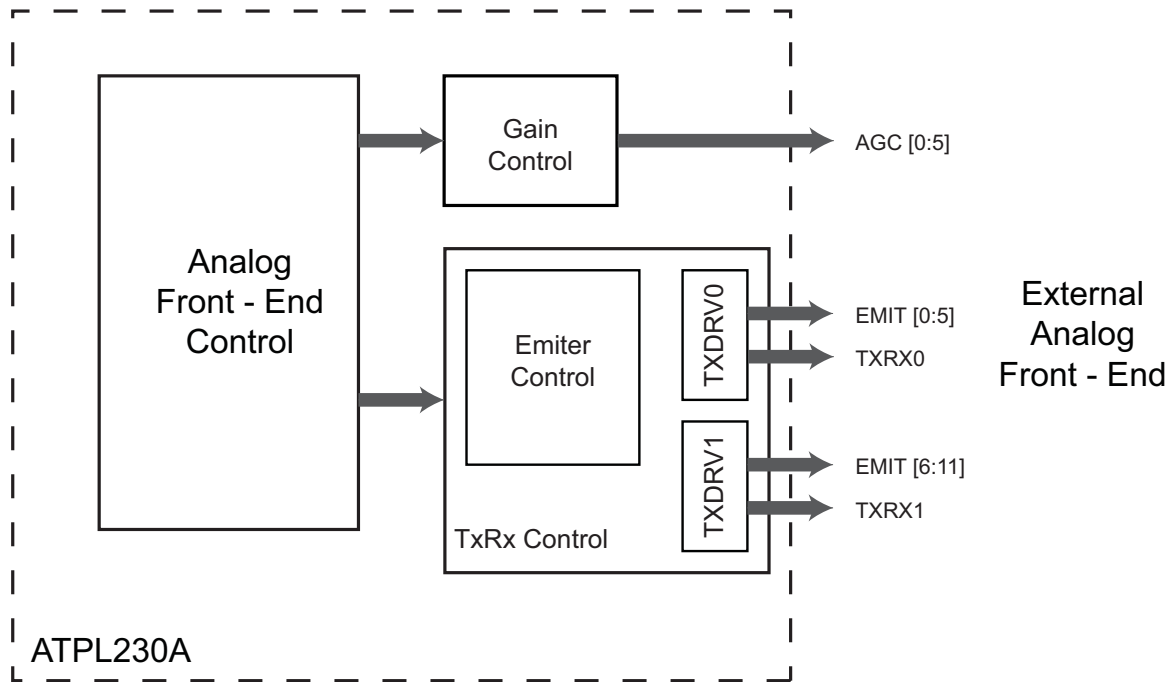 Gain
Control
AGC [0:5]
Analog
Front - End
Control
Emiter
Control
TXDRV0
EMIT [0:5]
TXRX0
External
Analog
Front - End
TXDRV1
EMIT [6:11]
TXRX1
TxRx Control
ATPL230A